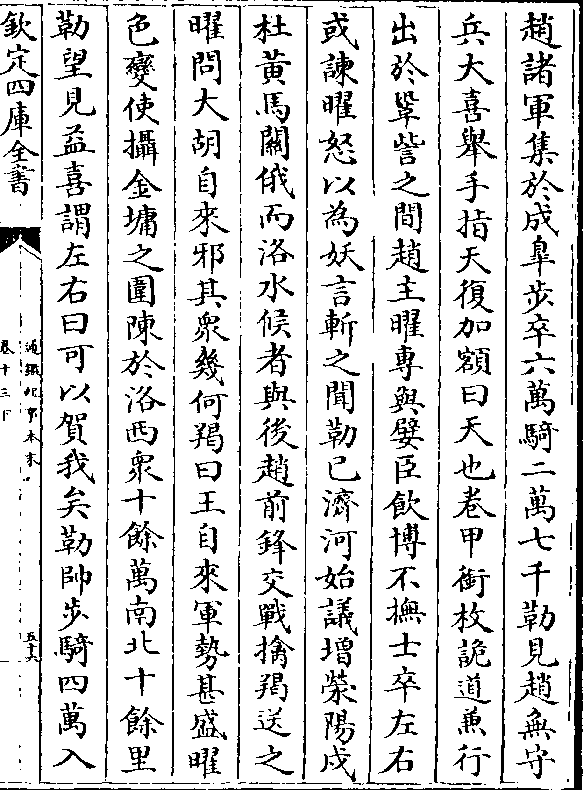 趙諸軍集於成臯步卒六萬騎二萬七千勒見趙無守
兵大喜舉手指天復加額曰天也卷甲銜枚詭道兼行
出於鞏訾之間趙主曜專與嬖臣飲博不撫士卒左右
或諫曜怒以為妖言斬之聞勒已濟河始議增滎陽戍
杜黃馬關俄而洛水候者與後趙前鋒交戰擒羯送之
曜問大胡自來邪其衆幾何羯曰王自來軍勢甚盛曜
色變使攝金墉之圍陳於洛西衆十餘萬南北十餘里
勒望見益喜謂左右曰可以賀我矣勒帥步騎四萬入
欽定四庫全書
通鑑紀事本末
卷十三下
五十六